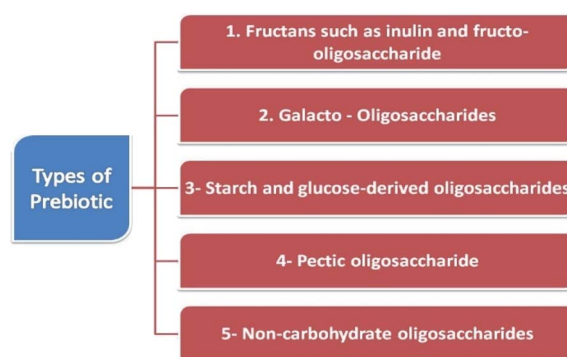 Types of
Prebiotic
1. Fructans such as inulin and fructo-
oligosaccharide
2. Galacto - Oligosaccharides
3- Starch and glucose-derived oligosaccharides
4- Pectic oligosaccharide
5- Non-carbohydrate oligosaccharides